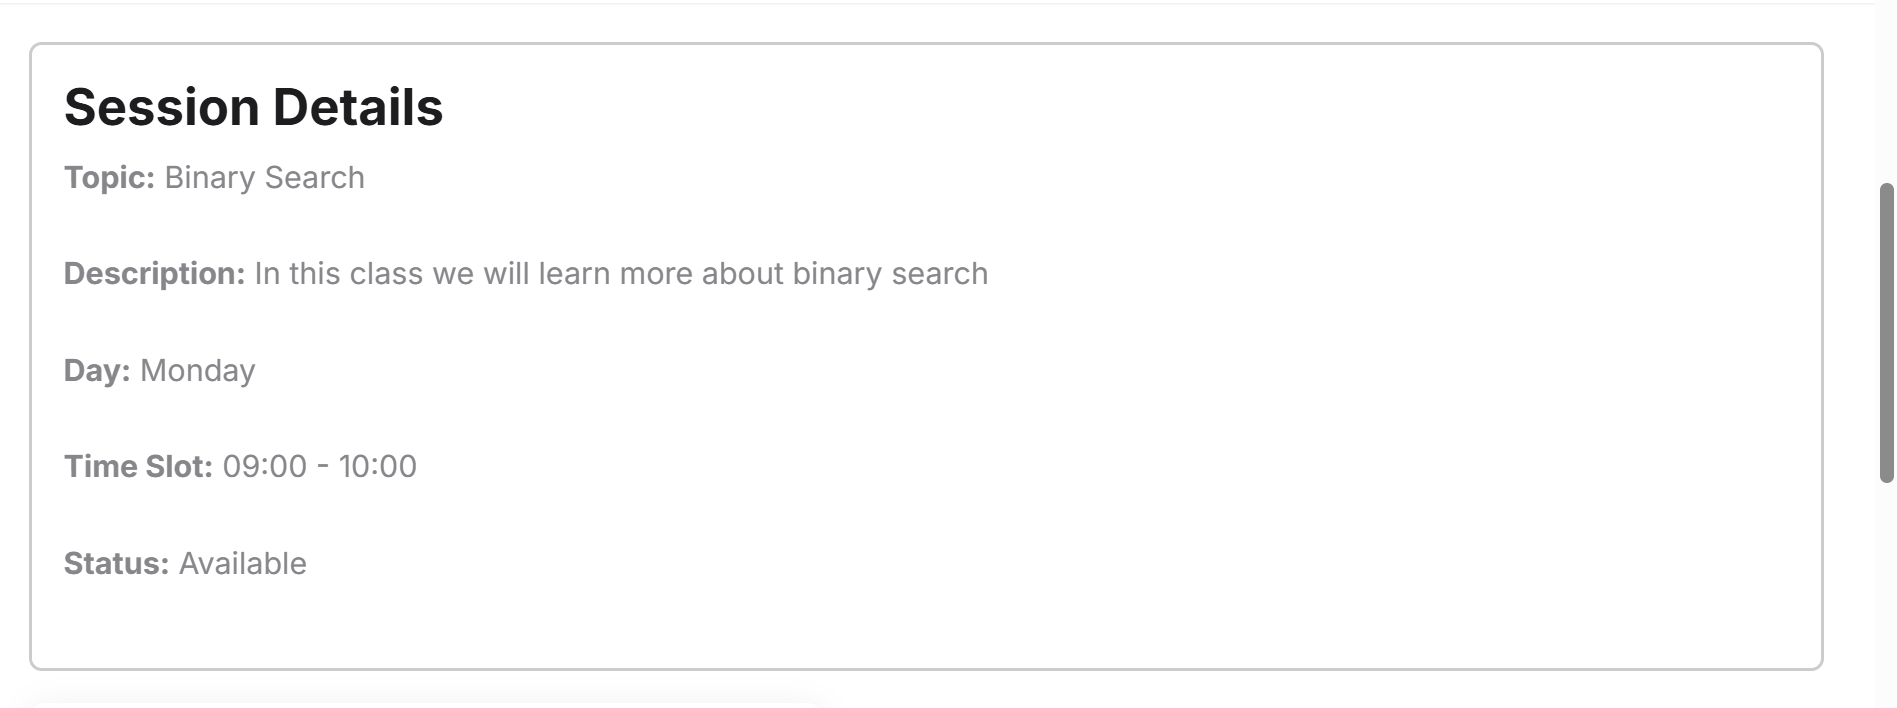 Session Details
Topic: Binary Search
Description: In this class we will learn more about binary search
Day: Monday
Time Slot: 09:00 - 10:00
Status: Available